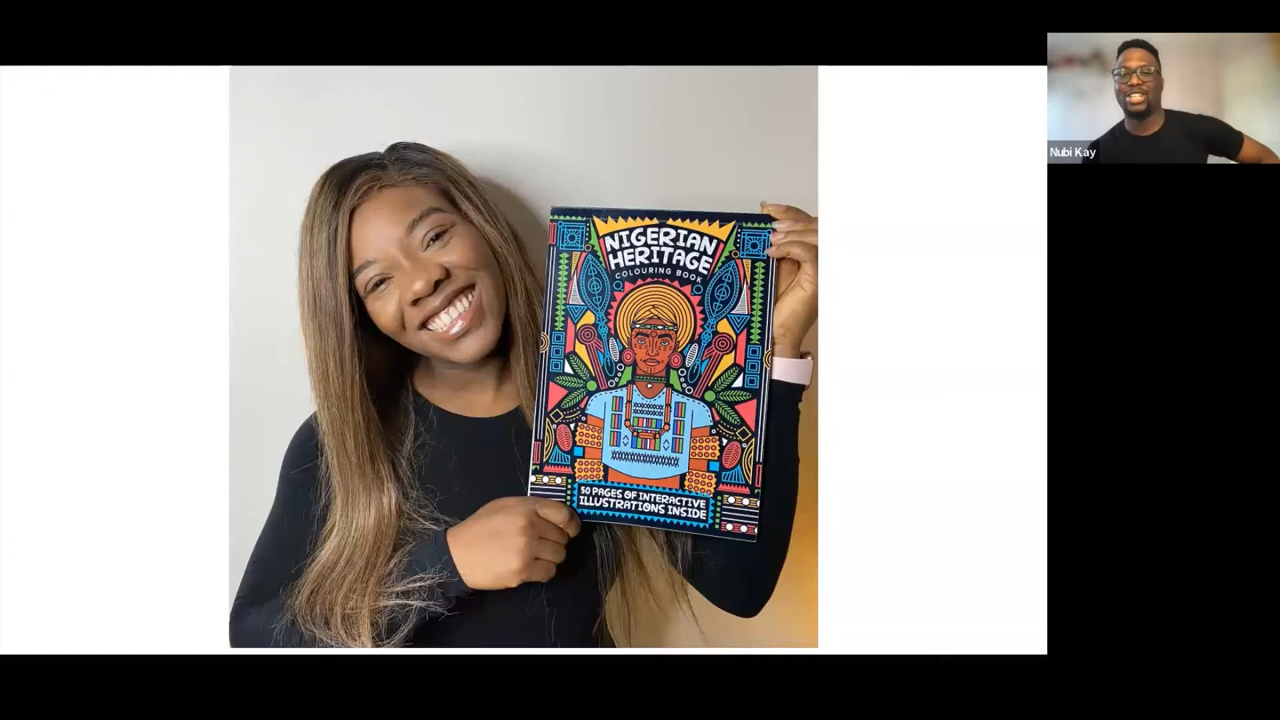 NIGERIAN
HERITAGE
COLOURING BOOK
50 PAGES OF INTERACTIVE
ILLUSTRATIONS INSIDE
Nubi Kay